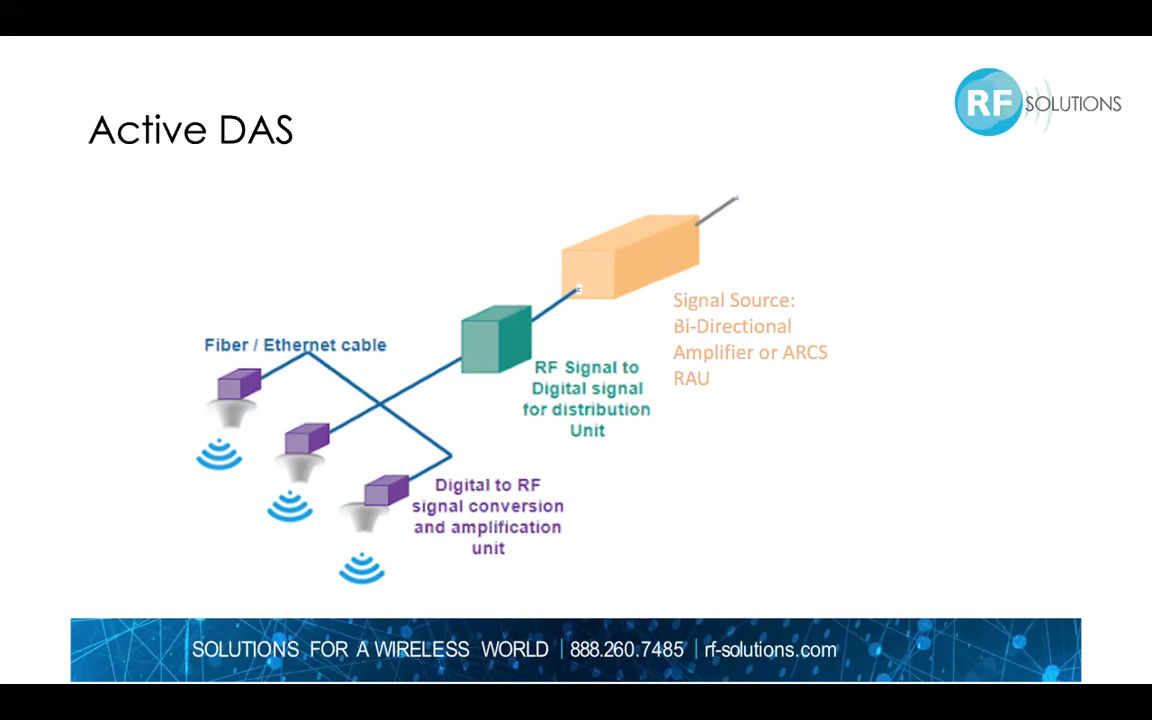 RF SOLUTIONS
Active DAS
Signal Source:
Bi-Directional
Amplifier or ARCS
RAU
Fiber / Ethernet cable
RF Signal to
Digital signal
for distribution
Unit
Digital to RF
signal conversion
and amplification
unit
SOLUTIONS FOR A WIRELESS WORLD | 888.260.7485 | rf-solutions.com